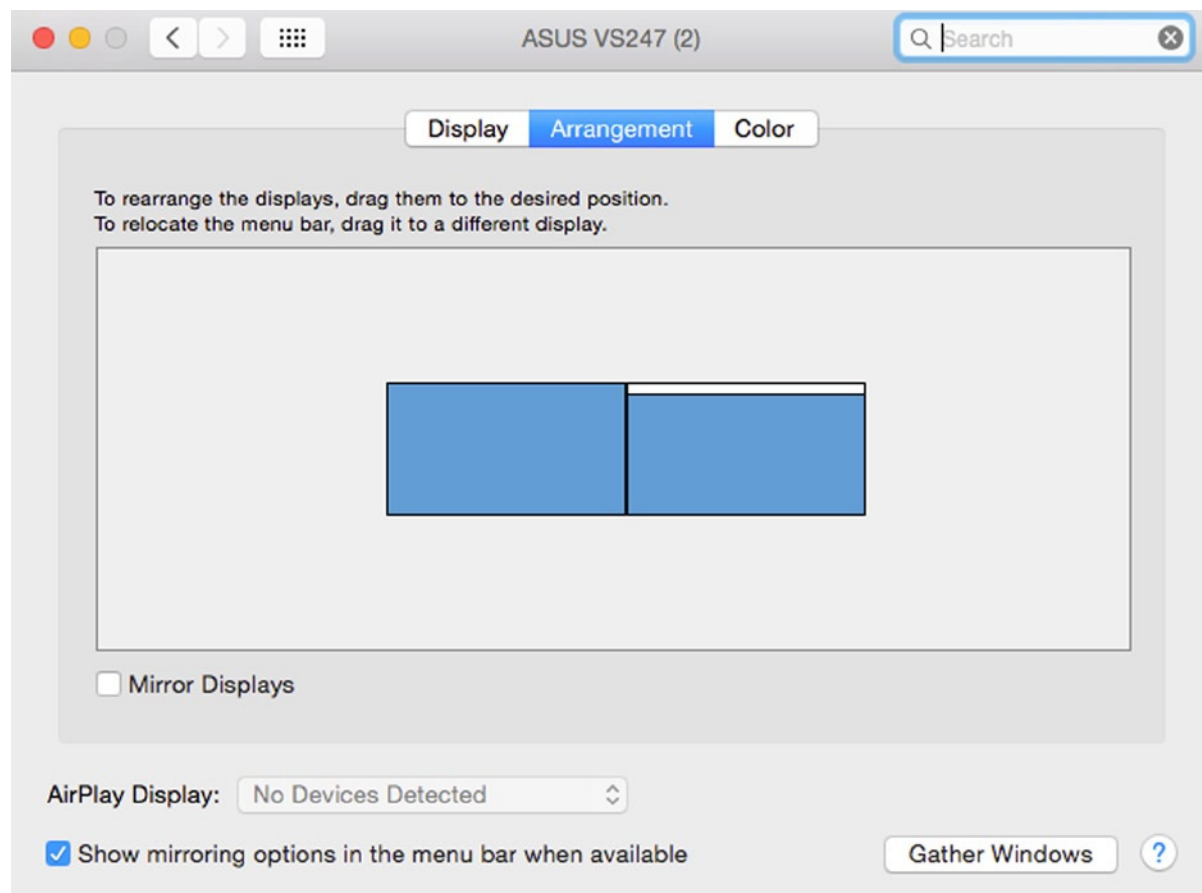 ASUS VS247 (2)
Search
Display
Arrangement
Color
To rearrange the displays, drag them to the desired position.
To relocate the menu bar, drag it to a different display.
Mirror Displays
AirPlay Display:
No Devices Detected
Show mirroring options in the menu bar when available
Gather Windows
?